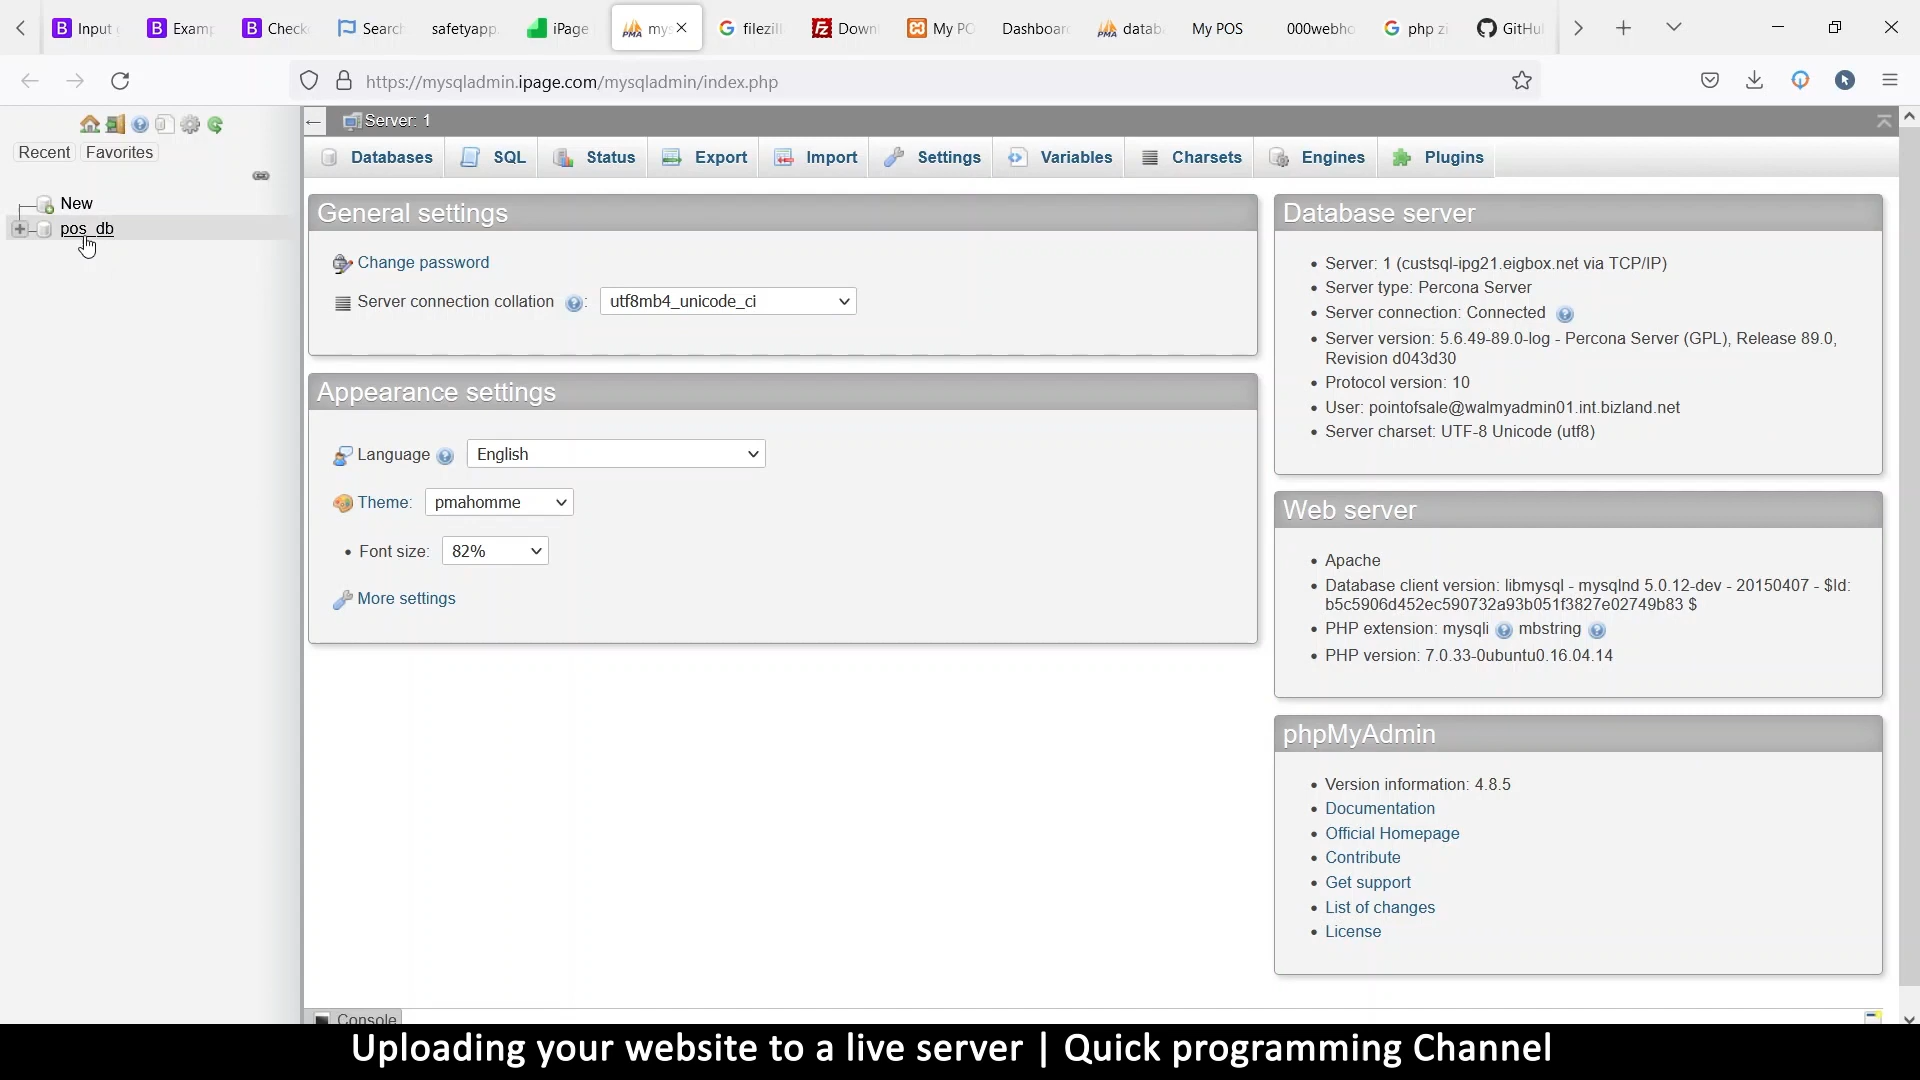 Input
Examp
Check
Search
safetyapp.
iPage
mys
filezill
Down
My PO
Dashboar
datab
My POS
000webho
php zi
GitHu
https://mysqladmin.ipage.com/mysqladmin/index.php
Recent
Favorites
New
pos_db
Server: 1
Databases
SQL
Status
Export
Import
Settings
Variables
Charsets
Engines
Plugins
General settings
Change password
Server connection collation : utf8mb4_unicode_ci
Appearance settings
Language English
Theme: pmahomme
• Font size: 82%
More settings
Database server
• Server: 1 (custsql-ipg21.eigbox.net via TCP/IP)
• Server type: Percona Server
• Server connection: Connected
• Server version: 5.6.49-89.0-log - Percona Server (GPL), Release 89.0,
Revision d043d30
• Protocol version: 10
• User: pointofsale@walmyadmin01.int.bizland.net
• Server charset: UTF-8 Unicode (utf8)
Web server
• Apache
• Database client version: libmysql - mysqlnd 5.0.12-dev - 20150407 - $Id:
b5c5906d452ec590732a93b051f3827e02749b83 $
• PHP extension: mysqli mbstring
• PHP version: 7.0.33-0ubuntu0.16.04.14
phpMyAdmin
• Version information: 4.8.5
• Documentation
• Official Homepage
• Contribute
• Get support
• List of changes
• License
Console
Uploading your website to a live server | Quick programming Channel